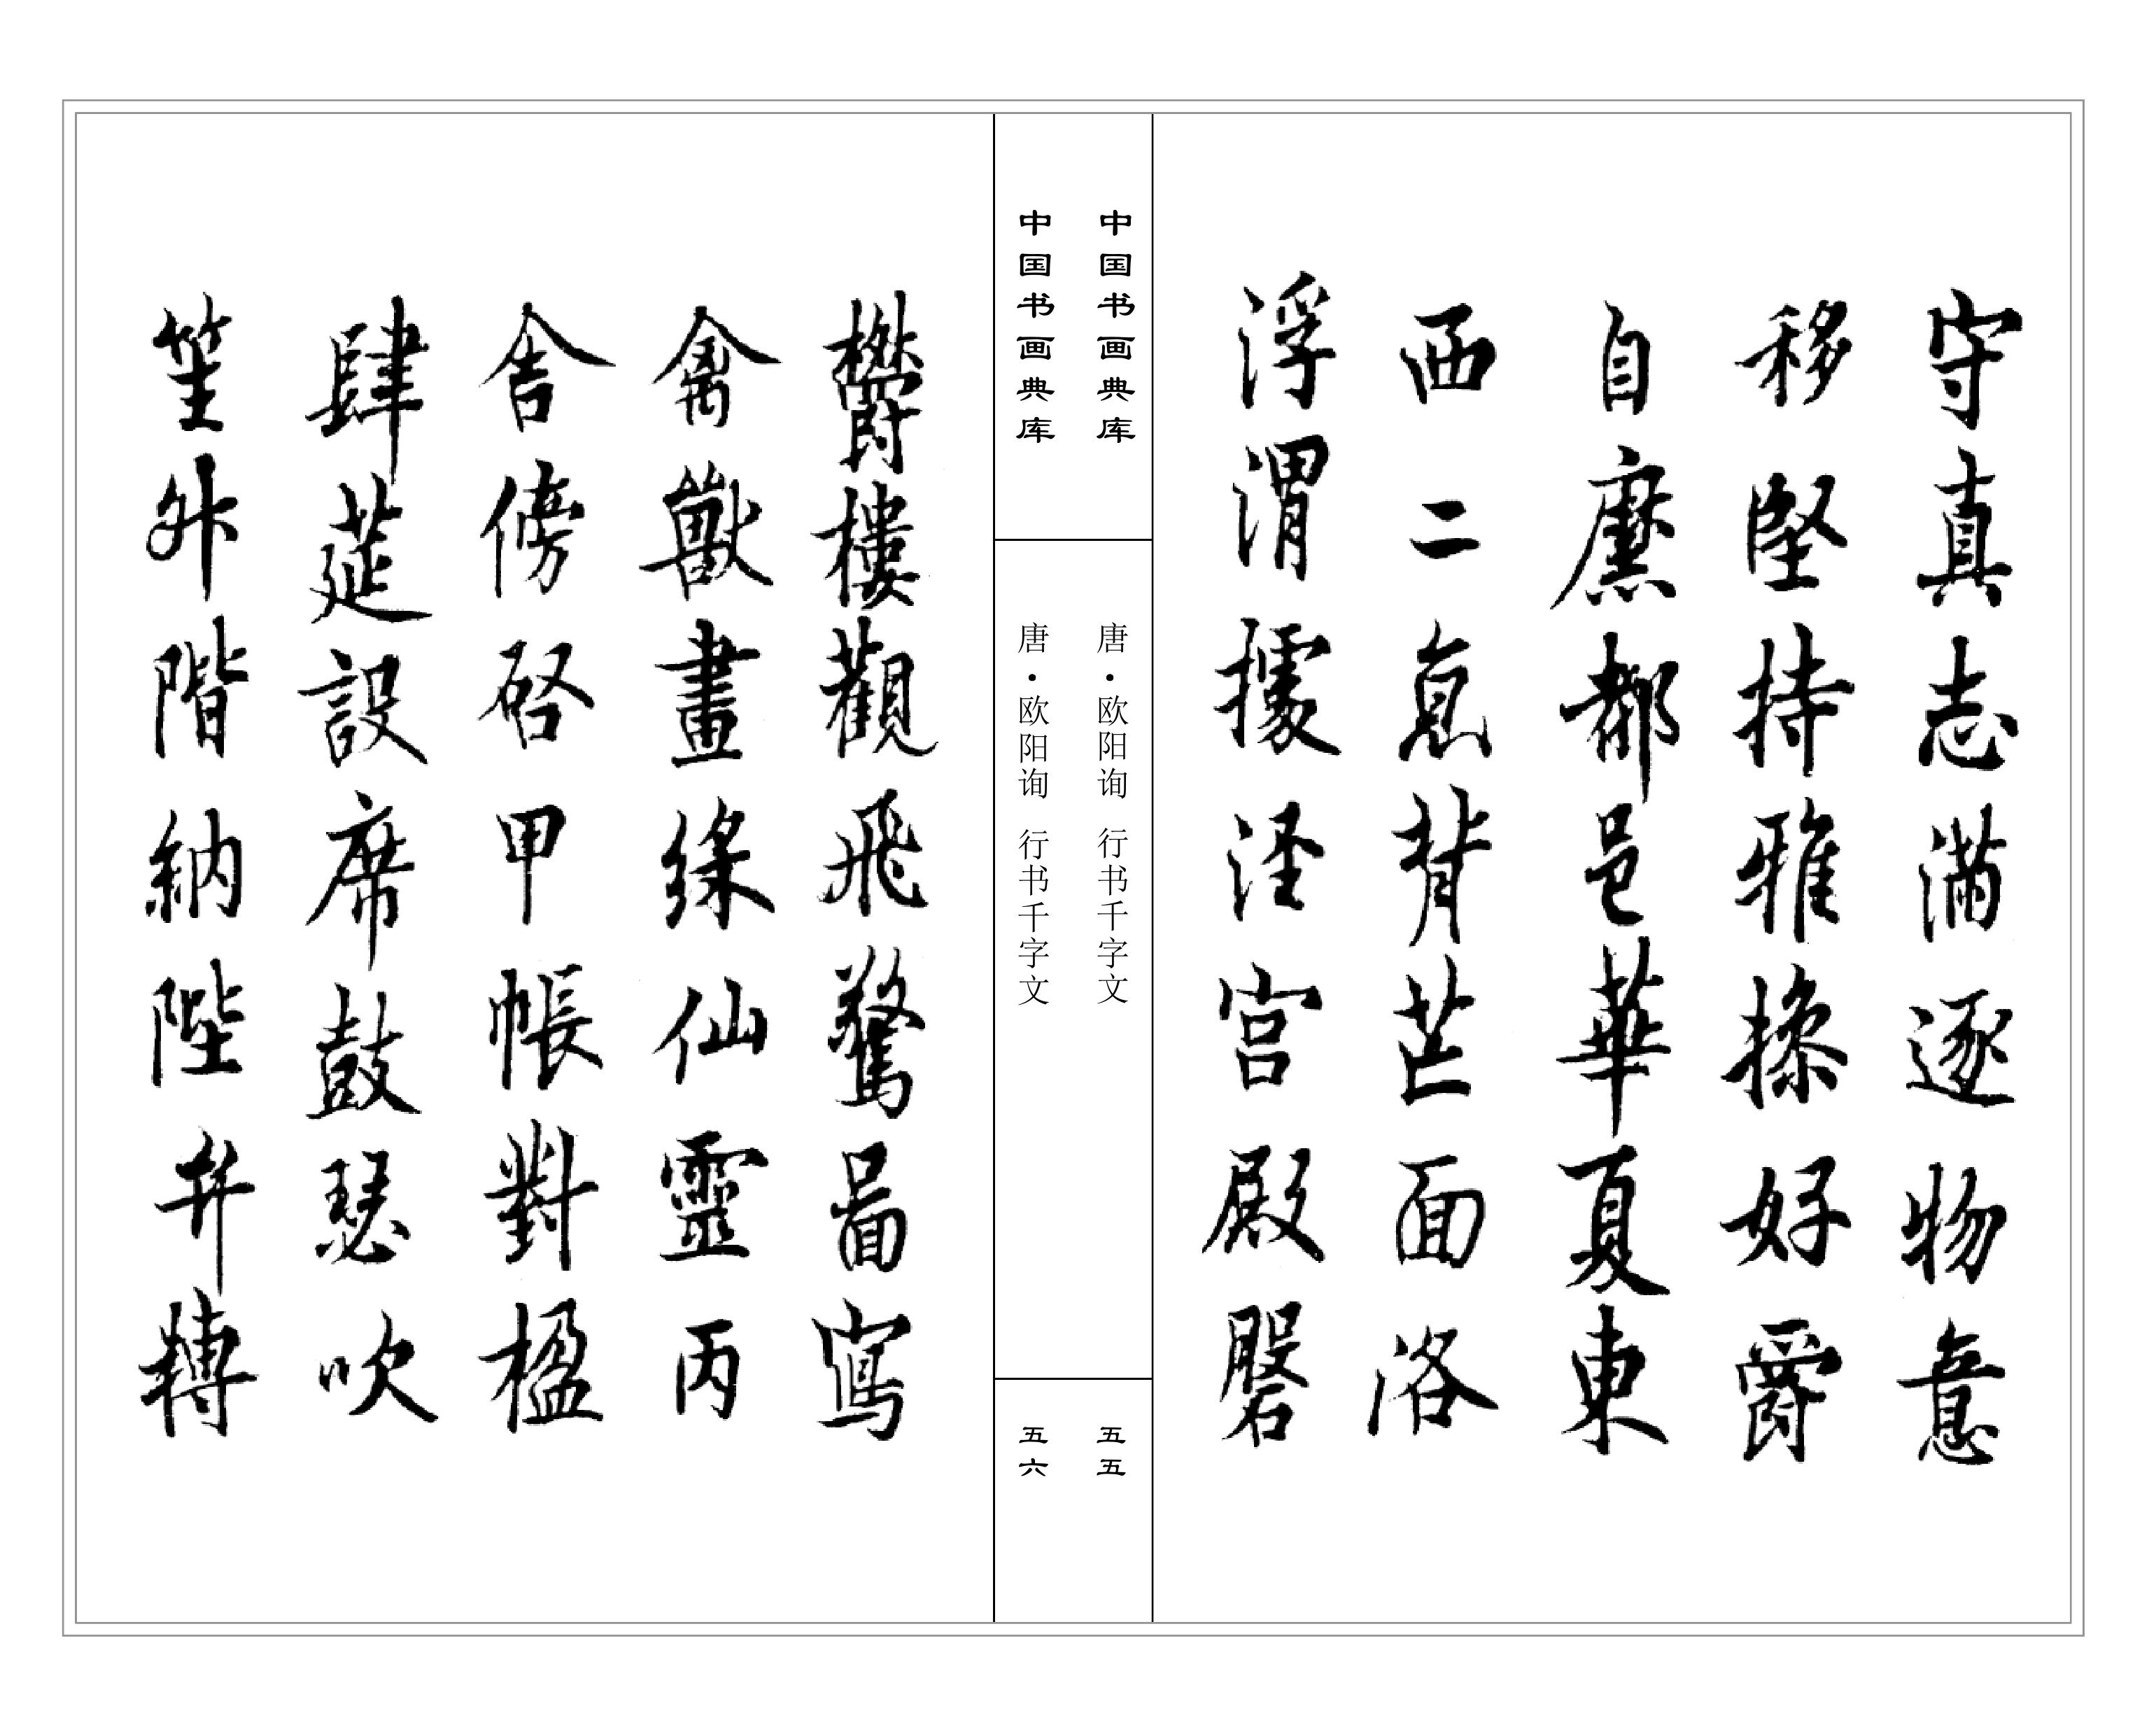 守真志满逐物意
移堅持雅操好爵
自縻都邑華夏東
西二京背芒面洛
浮渭據涇宫殿磐
中国书画典库
唐·欧阳询 行书千字文
五五
中国书画典库
唐·欧阳询 行书千字文
五六
鬱樓觀飛驚啚寫
禽獸畫綵仙靈丙
舍傍啓甲帳對楹
肆莚設席鼓瑟吹
笙升階納陛弁轉